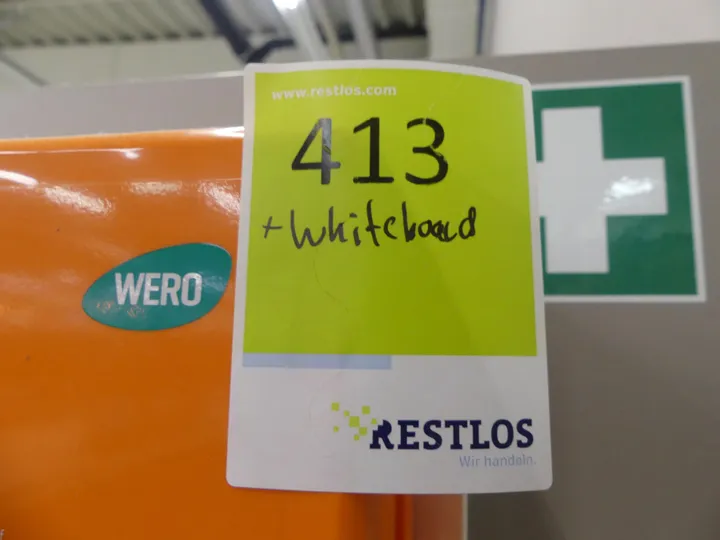 www.restlos.com
413
+ Whiteboard
WERO
RESTLOS
Wir handeln.